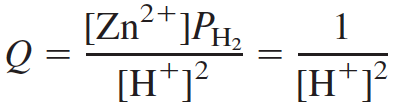 Q = [Zn²⁺]P_H₂ / [H⁺]² = 1 / [H⁺]²